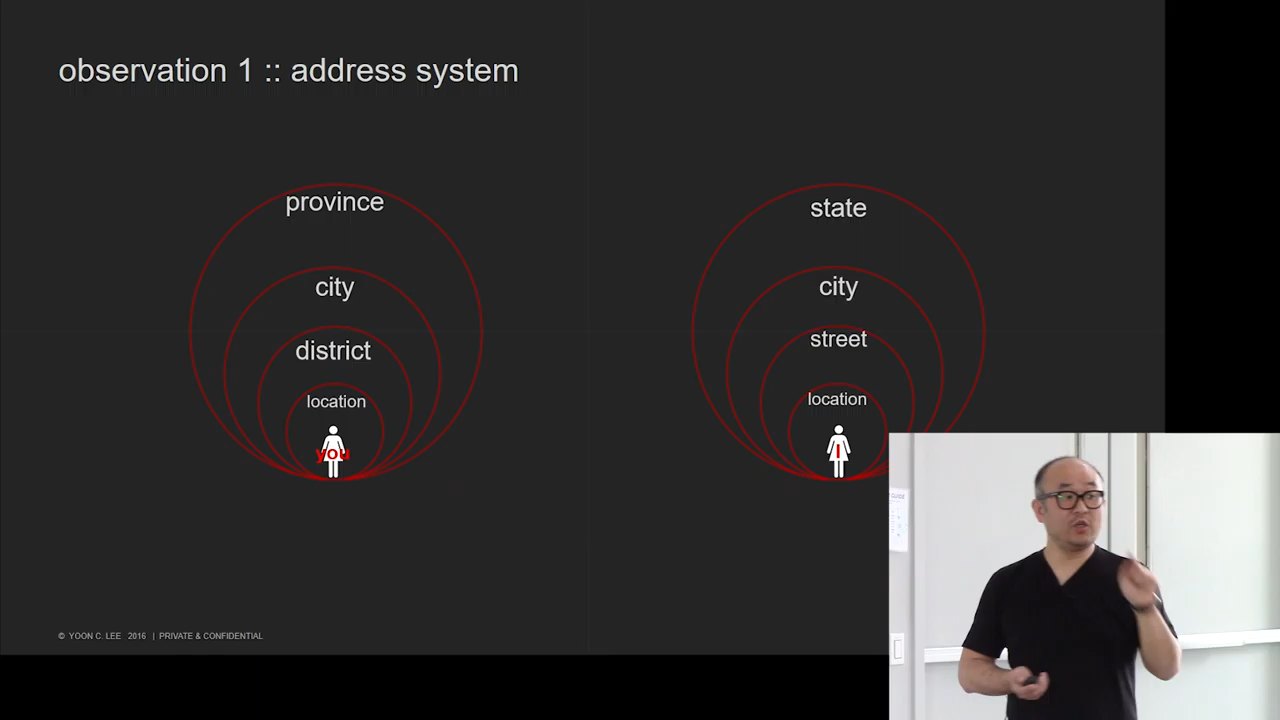 observation 1 :: address system
province
city
district
location
you
state
city
street
location
I
© YOON C. LEE 2016 | PRIVATE & CONFIDENTIAL